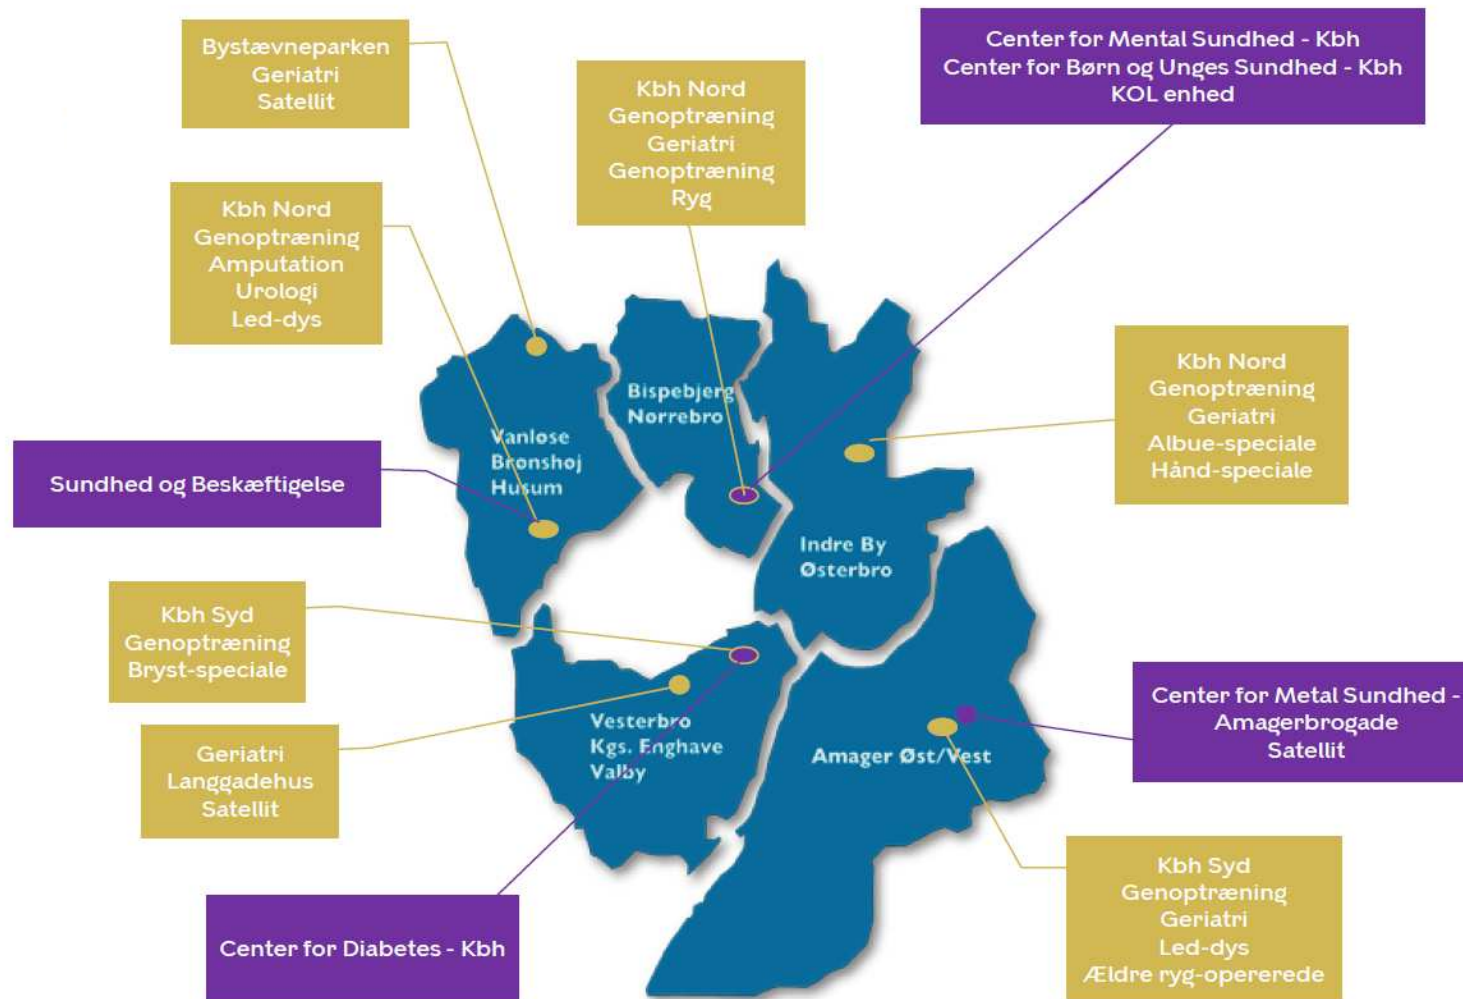 Bystævneparken
Geriatri
Satellit
Kbh Nord
Genoptræning
Geriatri
Genoptræning
Ryg
Center for Mental Sundhed - Kbh
Center for Børn og Unges Sundhed - Kbh
KOL enhed
Kbh Nord
Genoptræning
Amputation
Urologi
Led-dys
Kbh Nord
Genoptræning
Geriatri
Albue-speciale
Hånd-speciale
Bispebjerg
Nørrebro
Vanløse
Brønshøj
Husum
Sundhed og Beskæftigelse
Indre By
Østerbro
Kbh Syd
Genoptræning
Bryst-speciale
Geriatri
Langgadehus
Satellit
Vesterbro
Kgs. Enghave
Valby
Amager Øst/Vest
Center for Metal Sundhed -
Amagerbrogade
Satellit
Center for Diabetes - Kbh
Kbh Syd
Genoptræning
Geriatri
Led-dys
Ældre ryg-opererede